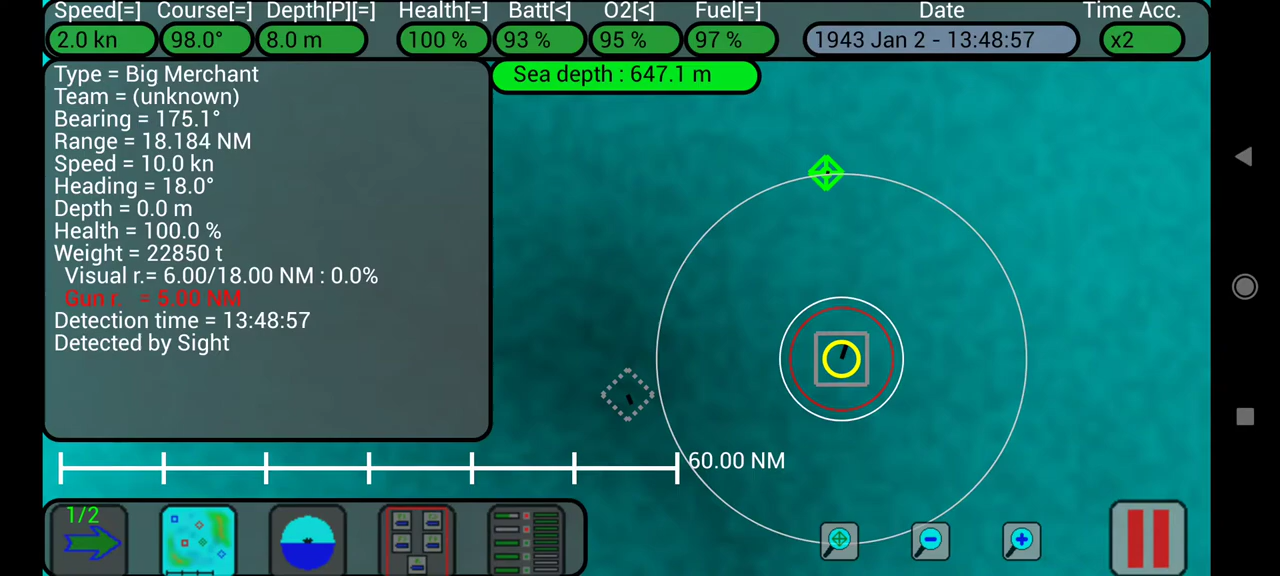 Speed[=] Course[=] Depth[P][=] Health[=] Batt[<] O2[<] Fuel[=] Date Time Acc.
2.0 kn 98.0° 8.0 m 100 % 93 % 95 % 97 % 1943 Jan 2 - 13:48:57 x2
Sea depth : 647.1 m
Type = Big Merchant
Team = (unknown)
Bearing = 175.1°
Range = 18.184 NM
Speed = 10.0 kn
Heading = 18.0°
Depth = 0.0 m
Health = 100.0 %
Weight = 22850 t
Visual r.= 6.00/18.00 NM : 0.0%
Gun r. = 5.00 NM
Detection time = 13:48:57
Detected by Sight
60.00 NM
1/2